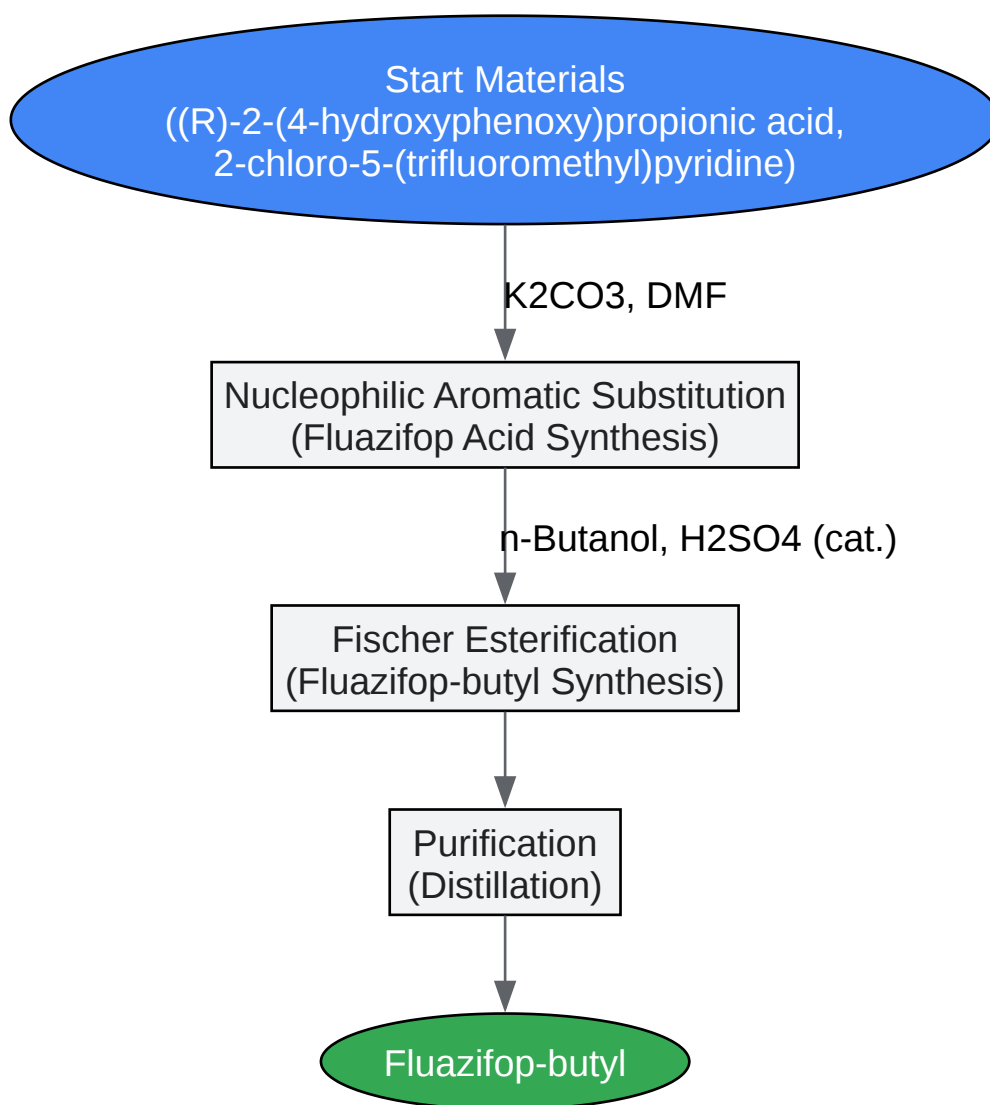 Start Materials
((R)-2-(4-hydroxyphenoxy)propionic acid,
2-chloro-5-(trifluoromethyl)pyridine)
K2CO3, DMF
Nucleophilic Aromatic Substitution
(Fluazifop Acid Synthesis)
n-Butanol, H2SO4 (cat.)
Fischer Esterification
(Fluazifop-butyl Synthesis)
Purification
(Distillation)
Fluazifop-butyl